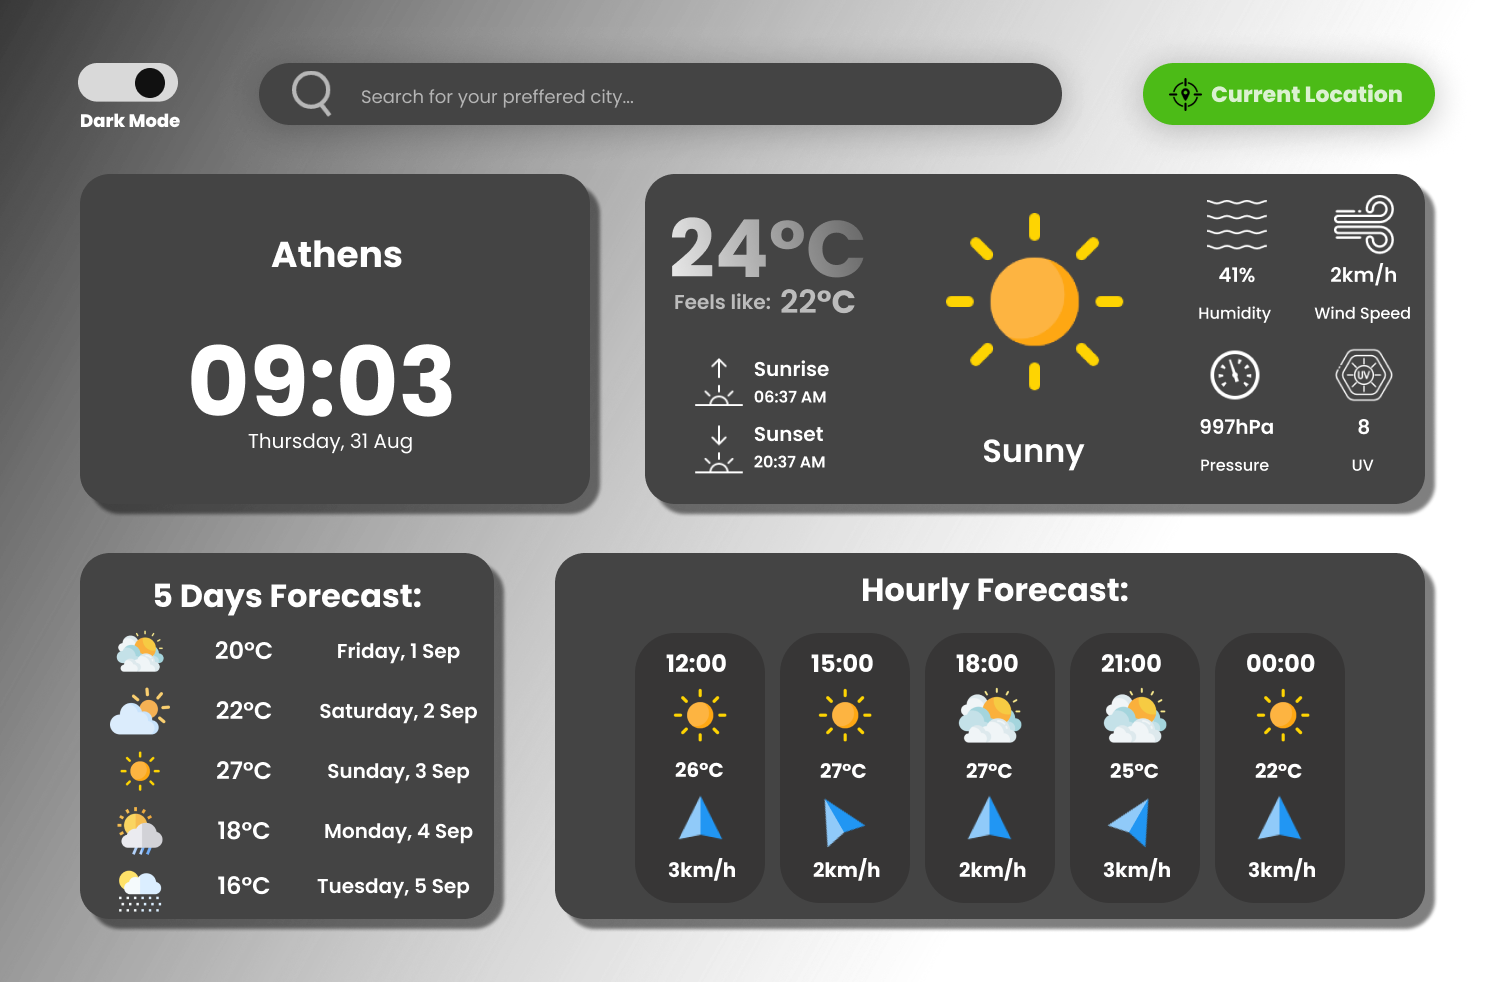 Dark Mode
Search for your preffered city...
Current Location
Athens
09:03
Thursday, 31 Aug
24°C
Feels like: 22°C
Sunrise
06:37 AM
Sunset
20:37 AM
Sunny
41%
Humidity
2km/h
Wind Speed
997hPa
Pressure
UV
8
UV
5 Days Forecast:
20°C Friday, 1 Sep
22°C Saturday, 2 Sep
27°C Sunday, 3 Sep
18°C Monday, 4 Sep
16°C Tuesday, 5 Sep
Hourly Forecast:
12:00 15:00 18:00 21:00 00:00
26°C 27°C 27°C 25°C 22°C
3km/h 2km/h 2km/h 3km/h 3km/h